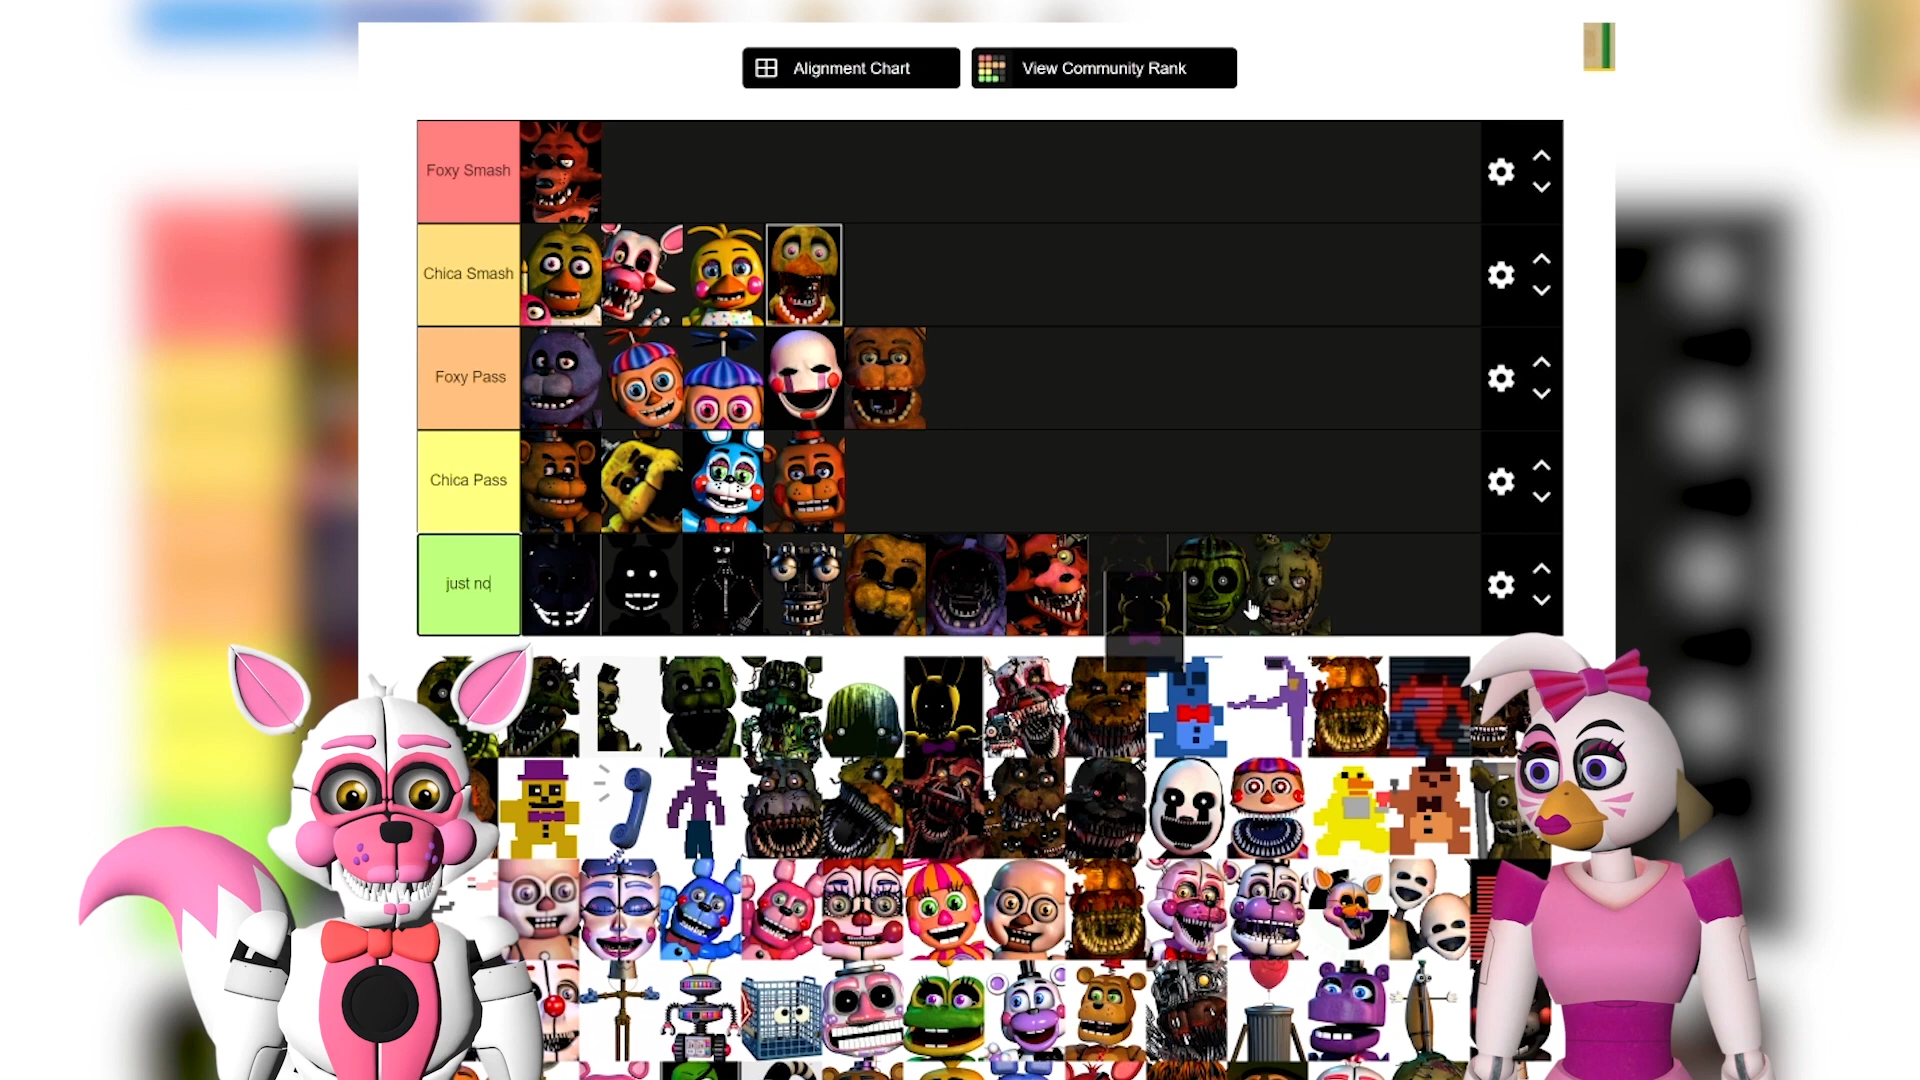 Alignment Chart
View Community Rank
Foxy Smash
Chica Smash
Foxy Pass
Chica Pass
just no